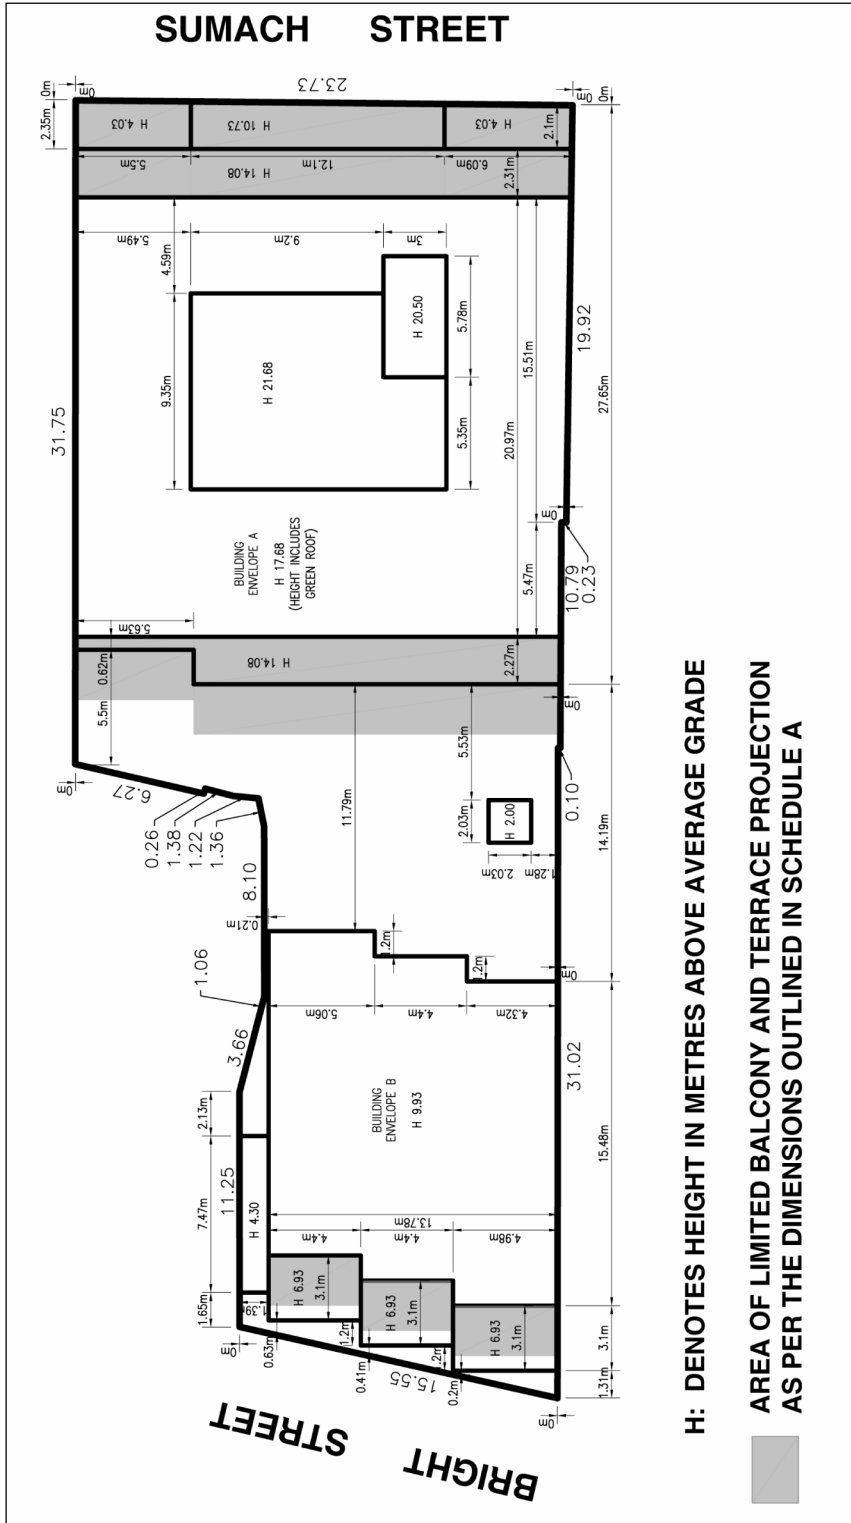 SUMACH STREET
23.73
0m
0m
2.35m
H 4.03
H 10.73
H 4.03
2.1m
0m
0m
5.5m
12.1m
6.09m
H 14.08
2.31m
5.49m
4.59m
9.2m
3m
H 20.50
5.78m
H 21.68
9.35m
5.35m
31.75
15.51m
20.97m
19.92
27.65m
BUILDING
ENVELOPE A
H 17.68
(HEIGHT INCLUDES
GREEN ROOF)
0m
5.47m
10.79
0.23
5.63m
0.62m
H 14.08
2.27m
5.5m
0m
0m
6.27
5.53m
0.10
11.79m
0.26
1.38
1.22
1.36
2.03m
H 2.00
2.03m
1.28m
14.19m
8.10
0.21m
1.2m
1.2m
0m
1.06
5.06m
4.4m
4.32m
3.66
31.02
2.13m
BUILDING
ENVELOPE B
H 9.93
15.48m
11.25
7.47m
H 4.30
13.78m
4.4m
4.4m
4.98m
1.65m
1.39m
H 6.93
3.1m
H 6.93
3.1m
H 6.93
3.1m
3.1m
0m
0.63m
1.2m
0.41m
1.2m
0.2m
15.55
1.31m
0m
BRIGHT STREET
H: DENOTES HEIGHT IN METRES ABOVE AVERAGE GRADE
AREA OF LIMITED BALCONY AND TERRACE PROJECTION
AS PER THE DIMENSIONS OUTLINED IN SCHEDULE A